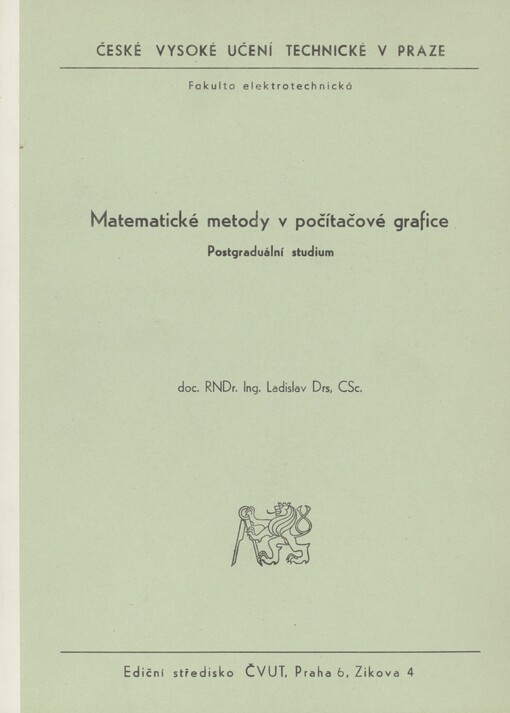 ČESKÉ VYSOKÉ UČENÍ TECHNICKÉ V PRAZE
Fakulta elektrotechnická
Matematické metody v počítačové grafice
Postgraduální studium
doc. RNDr. Ing. Ladislav Drs, CSc.
Ediční středisko ČVUT, Praha 6, Zikova 4